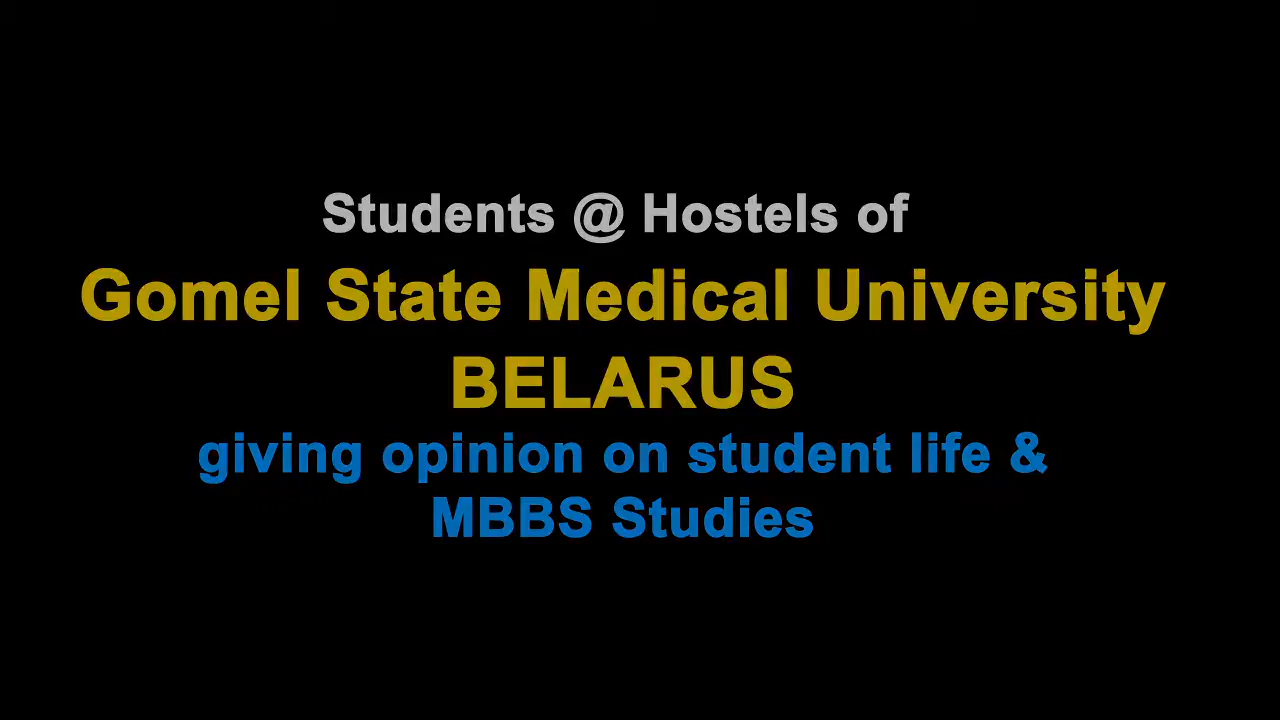 Students @ Hostels of
Gomel State Medical University
BELARUS
giving opinion on student life &
MBBS Studies